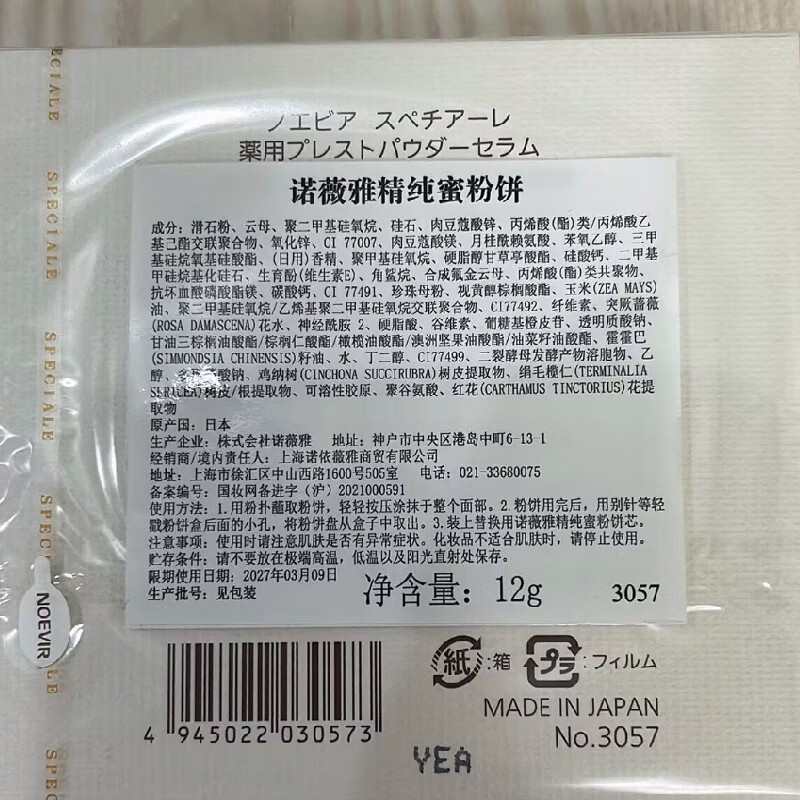 ノエビア スペチアーレ
薬用プレストパウダーセラム
诺薇雅精纯蜜粉饼
成分：滑石粉、云母、聚二甲基硅氧烷、硅石、肉豆蔻酸锌、丙烯酸(酯)类/丙烯酸乙
基己酯交联聚合物、氧化锌、CI 77007、肉豆蔻酸镁、月桂酰赖氨酸、苯氧乙醇、三甲
基硅烷氧基硅酸酯、(日用)香精、聚甲基硅氧烷、硬脂醇甘草亭酸酯、硅酸钙、二甲基
甲硅烷基化硅石、生育酚(维生素E)、角鲨烷、合成氟金云母、丙烯酸(酯)类共聚物、
抗坏血酸磷酸酯镁、碳酸钙、CI 77491、珍珠母粉、视黄醇棕榈酸酯、玉米(ZEA MAYS)
油、聚二甲基硅氧烷/乙烯基聚二甲基硅氧烷交联聚合物、CI77492、纤维素、突厥蔷薇
(ROSA DAMASCENA)花水、神经酰胺 2、硬脂酸、谷维素、葡糖基橙皮苷、透明质酸钠、
甘油三棕榈油酸酯/棕榈仁酸酯/橄榄油酸酯/澳洲坚果油酸酯/油菜籽油酸酯、霍霍巴
(SIMMONDSIA CHINENSIS)籽油、水、丁二醇、CI77499、二裂酵母发酵产物溶胞物、乙
醇、酸钠、鸡纳树(CINCHONA SUCCIRUBRA)树皮提取物、绢毛榄仁(TERMINALIA
SERICEA)树皮/根提取物、可溶性胶原、聚谷氨酸、红花(CARTHAMUS TINCTORIUS)花提
取物
原产国：日本
生产企业：株式会社诺薇雅 地址：神户市中央区港岛中町6-13-1
经销商/境内责任人：上海诺依薇雅商贸有限公司
地址：上海市徐汇区中山西路1600号505室 电话：021-33680075
备案编号：国妆网备进字（沪）2021000591
使用方法：1.用粉扑蘸取粉饼，轻轻按压涂抹于整个面部。2.粉饼用完后，用别针等轻
戳粉饼盒后面的小孔，将粉饼盘从盒子中取出。3.装上替换用诺薇雅精纯蜜粉饼芯。
注意事项：使用时请注意肌肤是否有异常症状。化妆品不适合肌肤时，请停止使用。
贮存条件：请不要放在极端高温，低温以及阳光直射处保存。
限期使用日期：2027年03月09日
生产批号：见包装
净含量：12g
3057
紙:箱 プラ:フィルム
4 945022 030573
MADE IN JAPAN
No.3057
YEA
ECIALE
SPECIALE
SPECIALE
SPECIALE
SPEC
LE
SPEC
NOEVIR